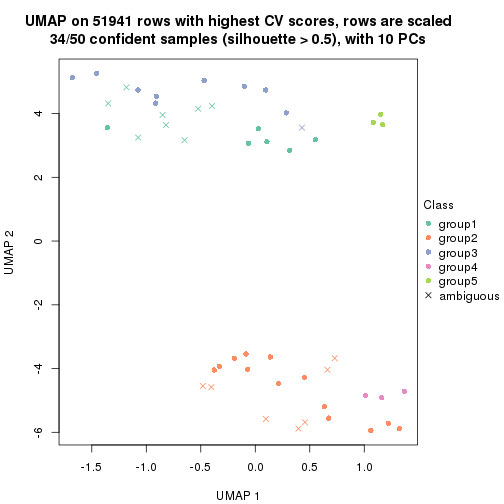 UMAP on 51941 rows with highest CV scores, rows are scaled
34/50 confident samples (silhouette > 0.5), with 10 PCs
4
2
0
-2
-4
-6
UMAP 2
-1.5 -1.0 -0.5 0.0 0.5 1.0
UMAP 1
Class
group1
group2
group3
group4
group5
ambiguous